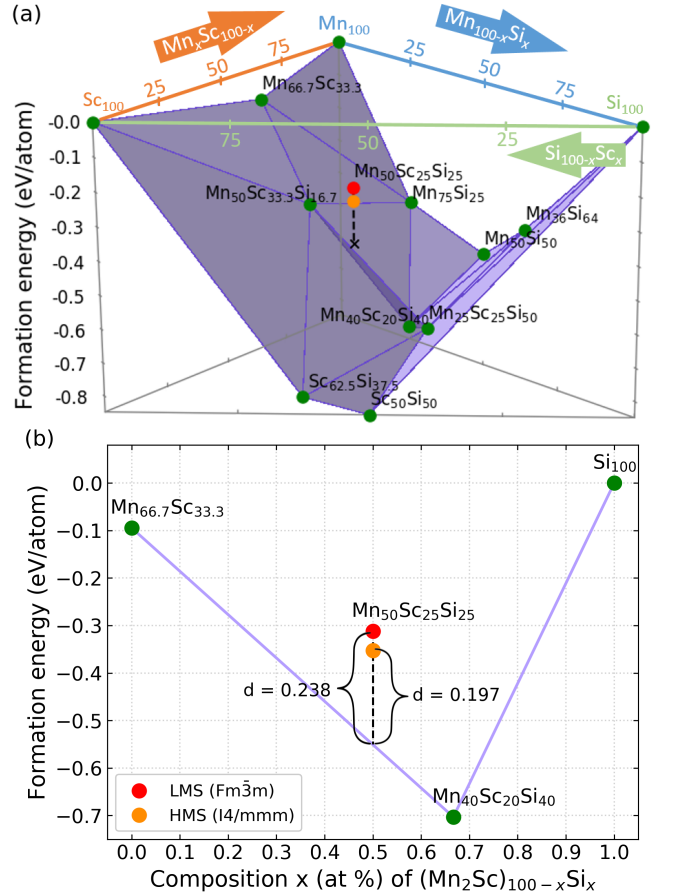 (a)
Mn100
MnxSc100-x
Mn100-xSix
25
50
75
25
50
75
Sc100
Si100
Mn66.7Sc33.3
75
50
25
Si100-xScx
Formation energy (eV/atom)
-0.0
-0.1
-0.2
-0.3
-0.4
-0.5
-0.6
-0.7
-0.8
Mn50Sc25Si25
Mn50Sc33.3Si16.7
Mn75Si25
Mn36Si64
Mn50Si50
Mn40Sc20Si40
Mn25Sc25Si50
Sc62.5Si37.5
Sc50Si50
(b)
Formation energy (eV/atom)
0.0
−0.1
−0.2
−0.3
−0.4
−0.5
−0.6
−0.7
Si100
Mn66.7Sc33.3
Mn50Sc25Si25
d = 0.238
d = 0.197
Mn40Sc20Si40
LMS (Fm3̄m)
HMS (I4/mmm)
0.0 0.1 0.2 0.3 0.4 0.5 0.6 0.7 0.8 0.9 1.0
Composition x (at %) of (Mn2Sc)100−xSix